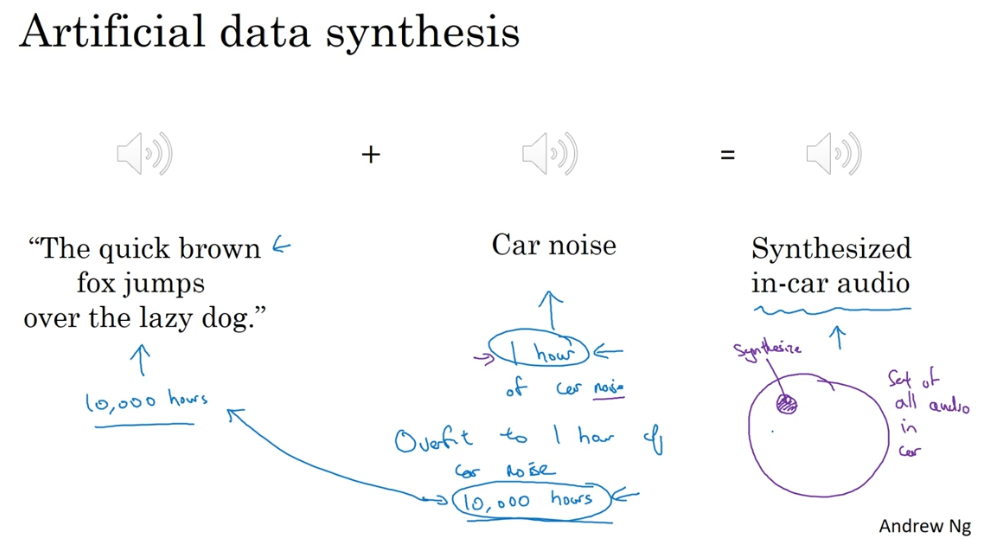 Artificial data synthesis
+
=
“The quick brown
fox jumps
over the lazy dog.”
10,000 hours
Car noise
1 hour
of car noise
Overfit to 1 hour of
car noise
10,000 hours
Synthesized
in-car audio
Synthesize
Set of
all audio
in
car
Andrew Ng